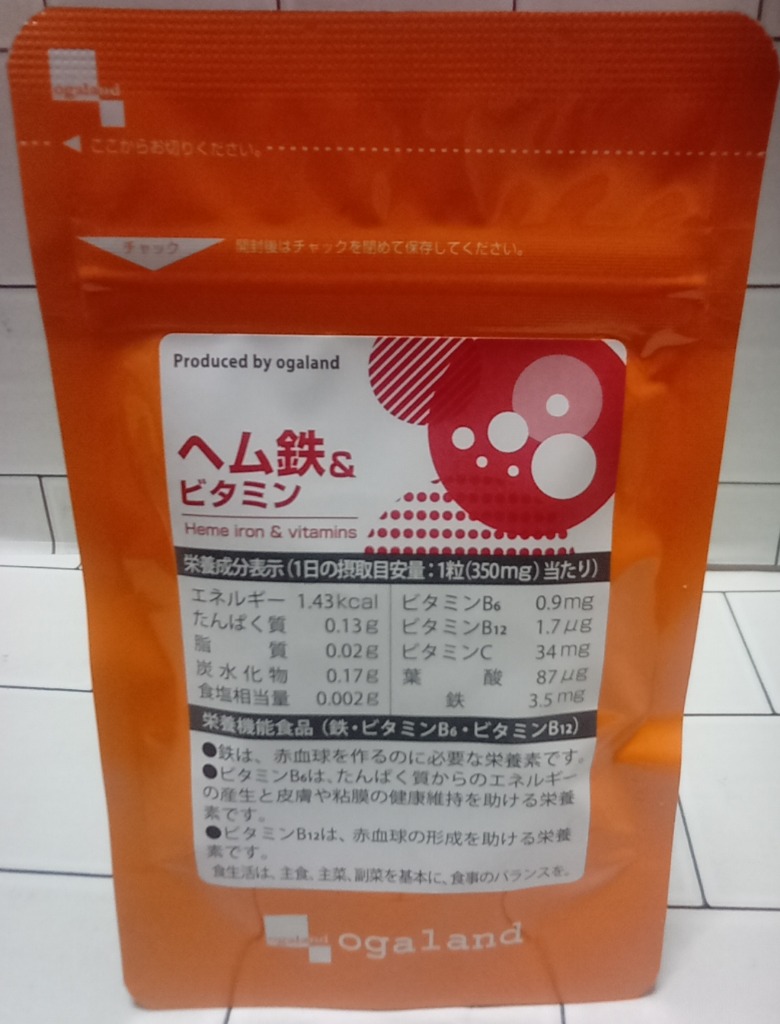 ogaland
ここからお切りください。
チャック 開封後はチャックを閉めて保存してください。
Produced by ogaland
ヘム鉄&
ビタミン
Heme iron & vitamins
栄養成分表示(1日の摂取目安量:1粒(350mg)当たり)
エネルギー 1.43kcal ビタミンB6 0.9mg
たんぱく質 0.13g ビタミンB12 1.7μg
脂質 0.02g ビタミンC 34mg
炭水化物 0.17g 葉酸 87μg
食塩相当量 0.002g 鉄 3.5mg
栄養機能食品(鉄・ビタミンB6・ビタミンB12)
●鉄は、赤血球を作るのに必要な栄養素です。
●ビタミンB6は、たんぱく質からのエネルギー
の産生と皮膚や粘膜の健康維持を助ける栄養
素です。
●ビタミンB12は、赤血球の形成を助ける栄養
素です。
食生活は、主食、主菜、副菜を基本に、食事のバランスを。
ogaland ogaland